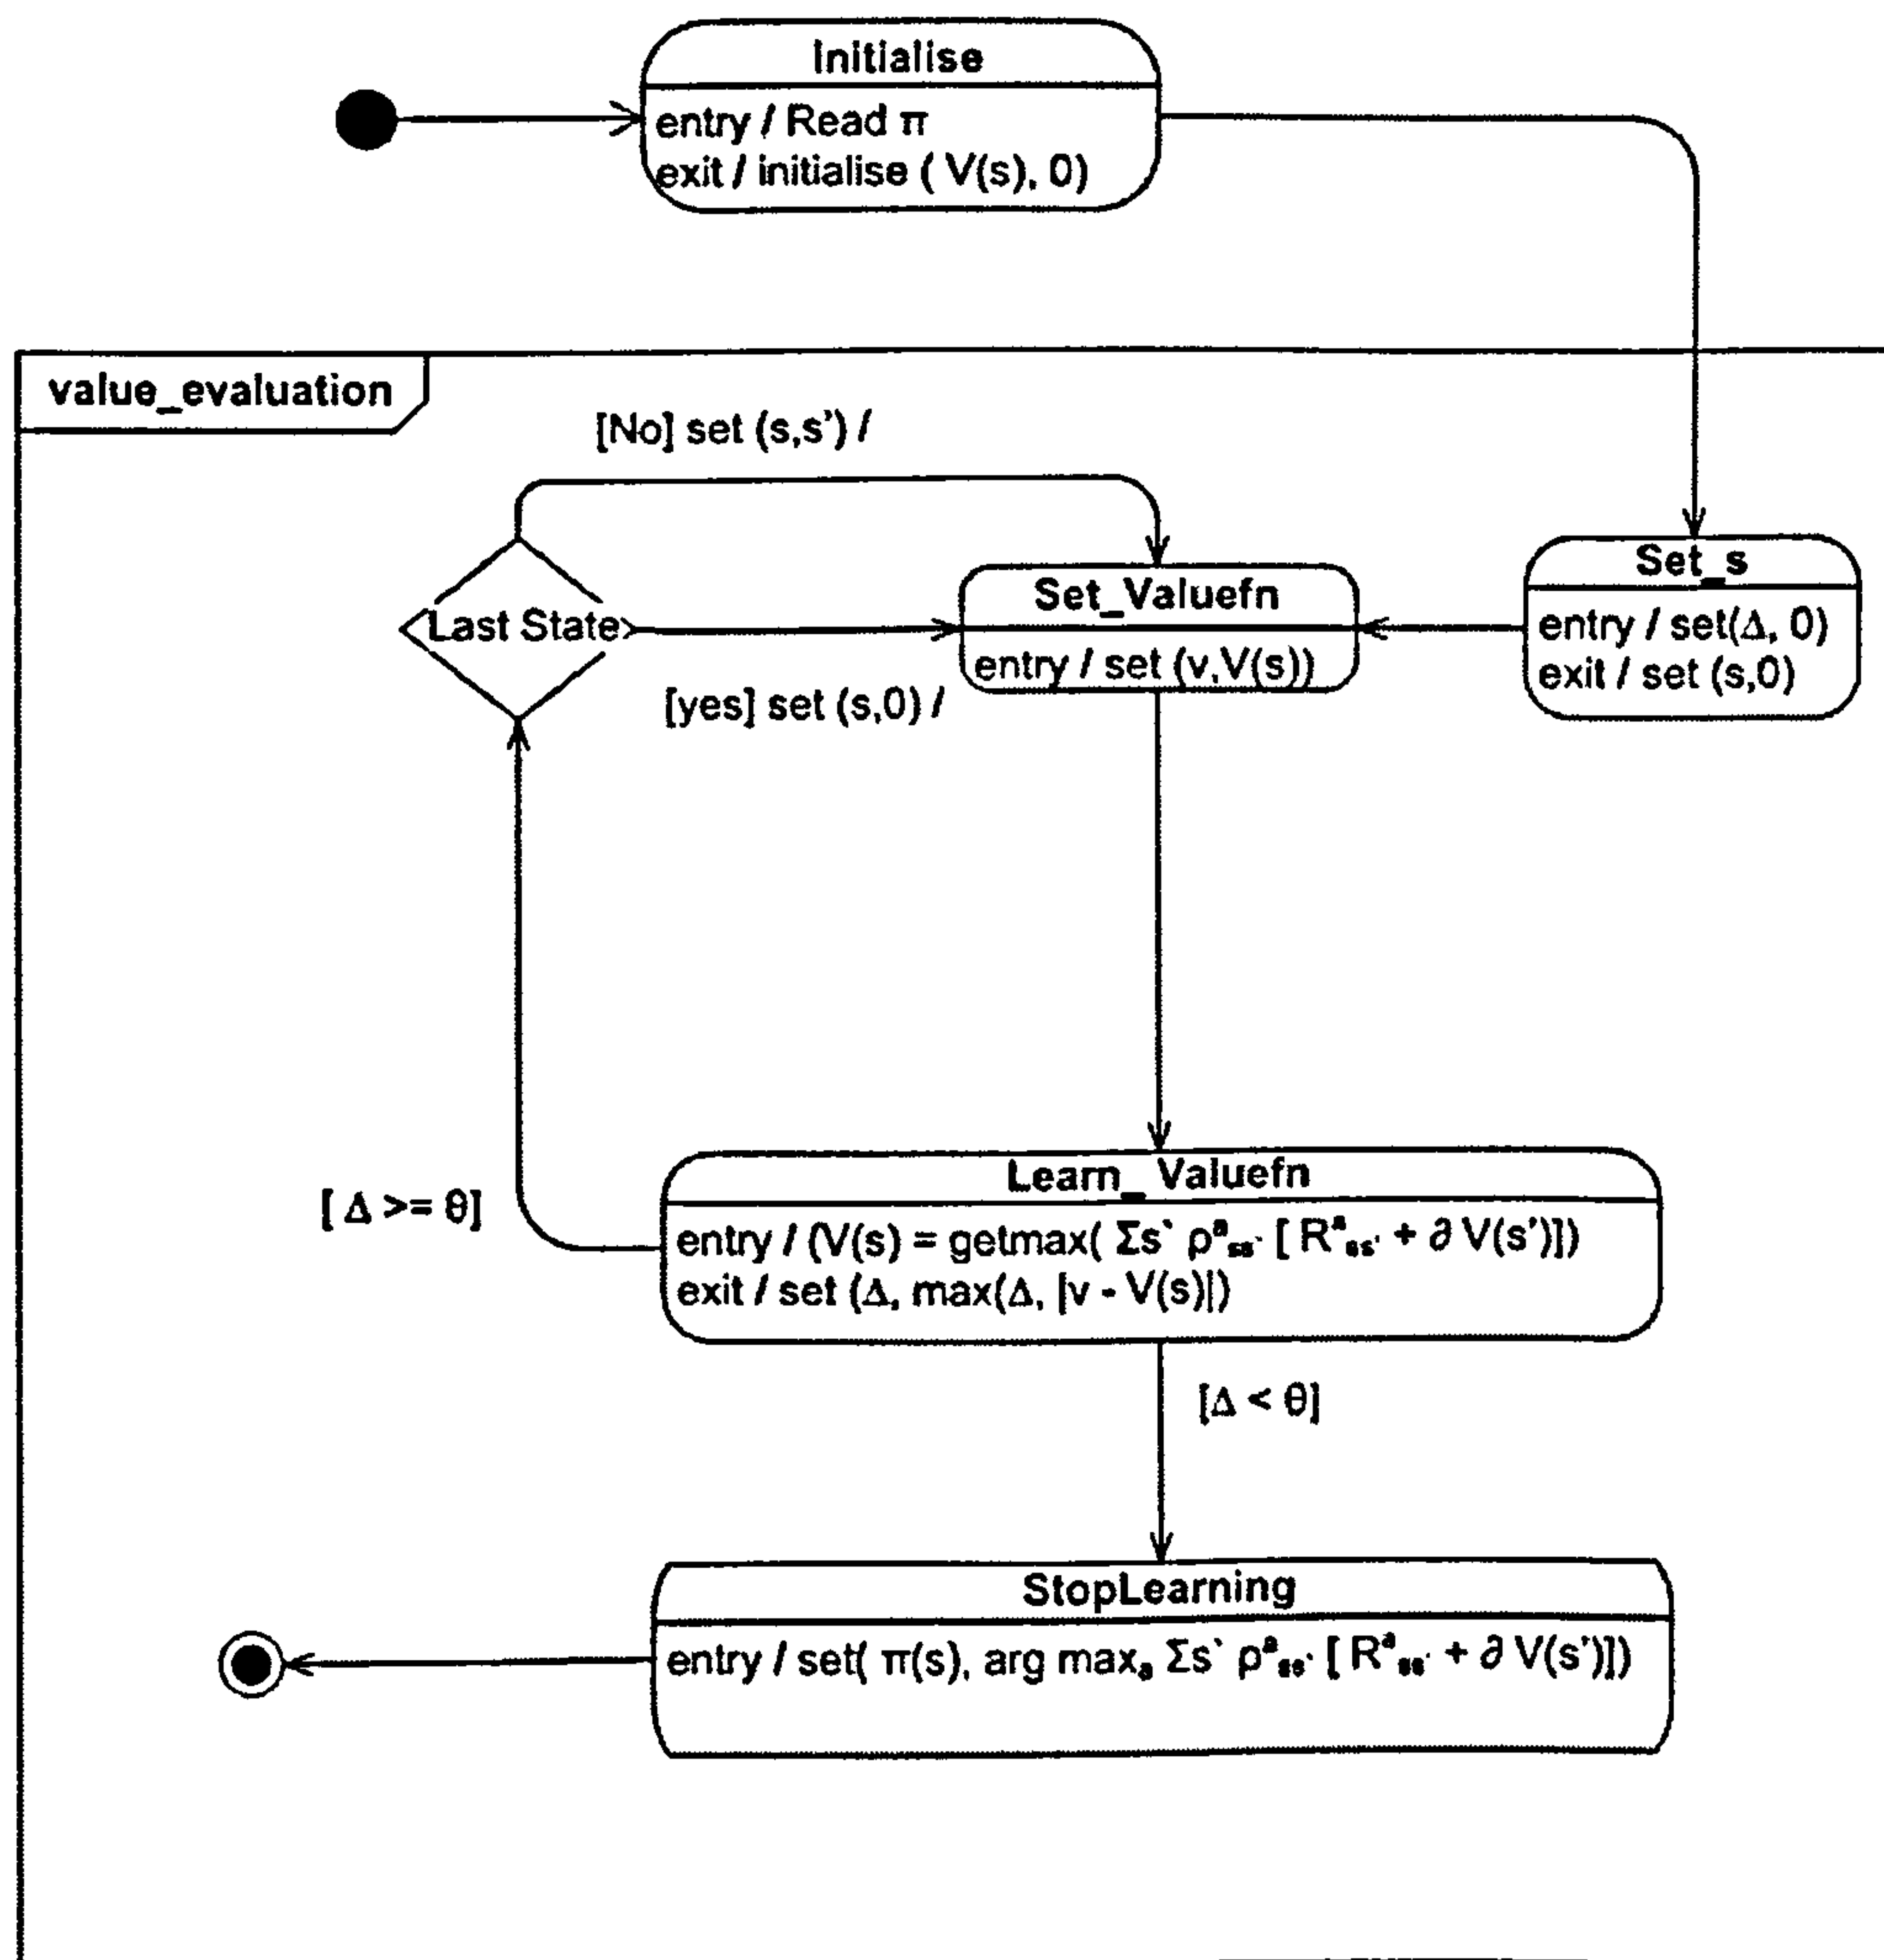 Initialise
entry / Read π
exit / initialise ( V(s), 0)
value_evaluation
[No] set (s,s') /
Last State
Set_Valuefn
entry / set (v,V(s))
Set_s
entry / set(Δ, 0)
exit / set (s,0)
[yes] set (s,0) /
[ Δ >= θ]
Learn_ Valuefn
entry / (V(s) = getmax( Σs` ρᵃss` [ Rᵃss' + ∂ V(s')])
exit / set (Δ, max(Δ, |v - V(s)|)
[Δ < θ]
StopLearning
entry / set( π(s), arg maxₐ Σs` ρᵃss` [ Rᵃss' + ∂ V(s')])